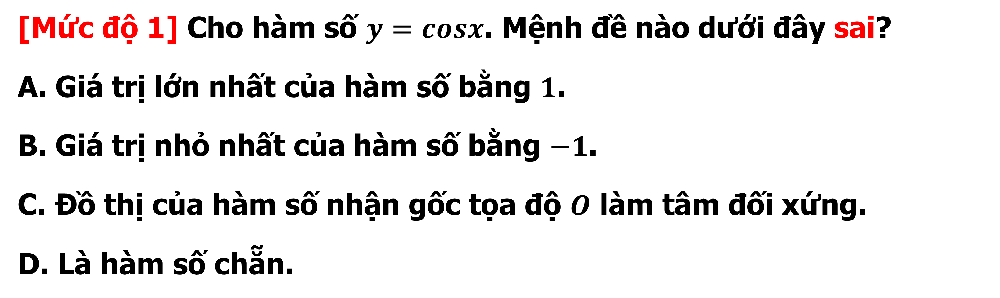 [Mức độ 1] Cho hàm số y = cosx. Mệnh đề nào dưới đây sai?
A. Giá trị lớn nhất của hàm số bằng 1.
B. Giá trị nhỏ nhất của hàm số bằng −1.
C. Đồ thị của hàm số nhận gốc tọa độ O làm tâm đối xứng.
D. Là hàm số chẵn.